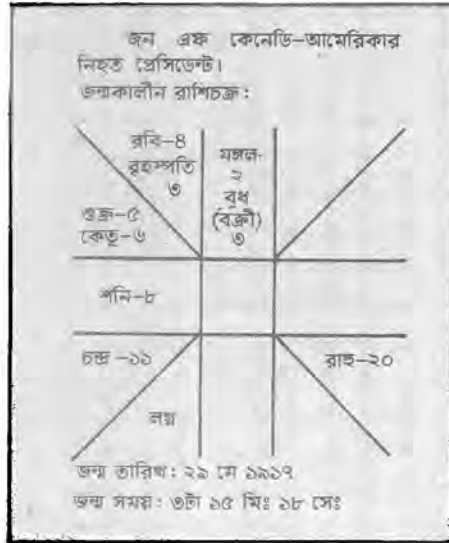 জন এফ কেনেডি–আমেরিকার
নিহত প্রেসিডেন্ট।
জন্মকালীন রাশিচক্র:
রবি–৪
বৃহস্পতি
৩
মঙ্গল-
২
বুধ
(বক্রী)
৩
শুক্র–৫
কেতু–৬
শনি–৮
চন্দ্র –১১
রাহু–২০
লগ্ন
জন্ম তারিখ: ২৯ মে ১৯১৭
জন্ম সময়: ৩টা ১৫ মিঃ ১৮ সেঃ